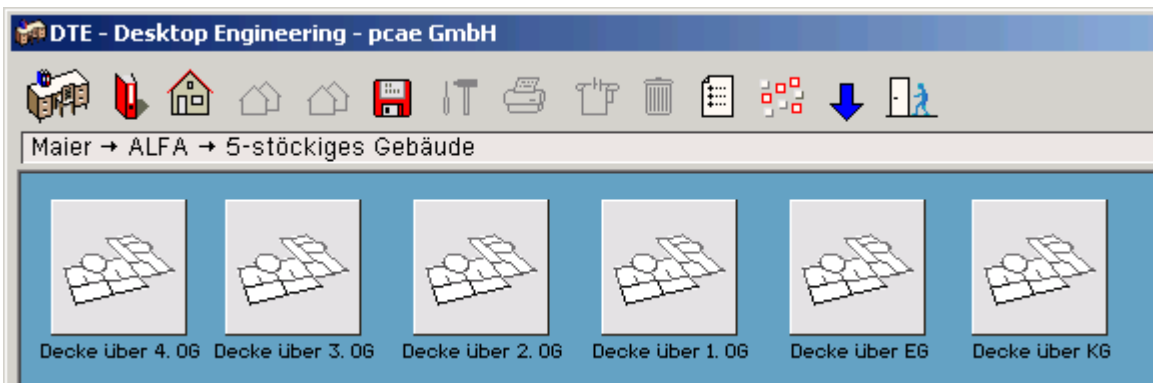 DTE - Desktop Engineering - pcae GmbH
Maier → ALFA → 5-stöckiges Gebäude
Decke über 4. OG Decke über 3. OG Decke über 2. OG Decke über 1. OG Decke über EG Decke über KG